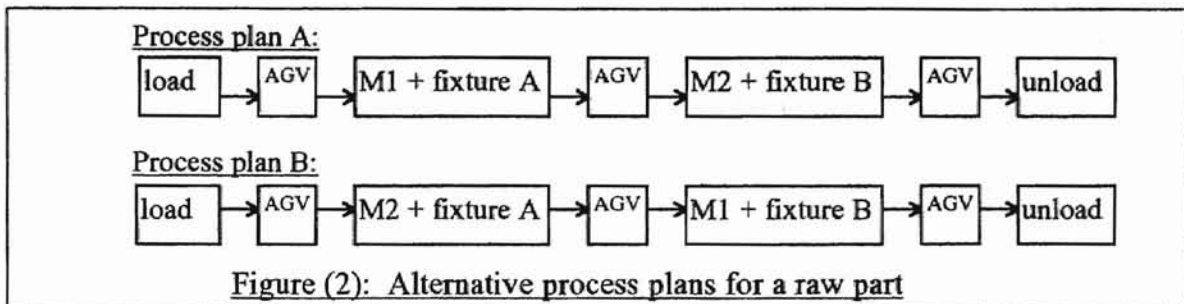 Process plan A:
load AGV M1 + fixture A AGV M2 + fixture B AGV unload
Process plan B:
load AGV M2 + fixture A AGV M1 + fixture B AGV unload
Figure (2): Alternative process plans for a raw part